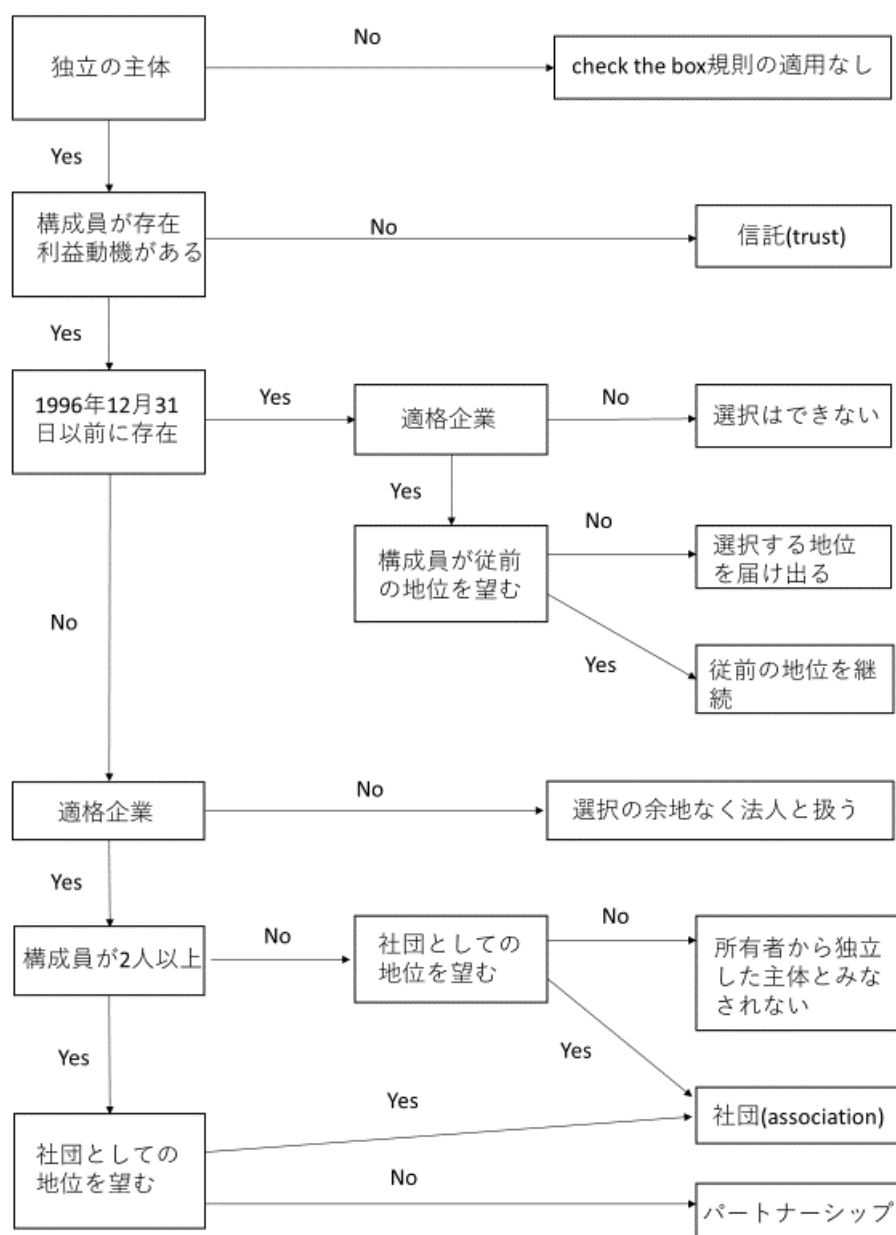 No
独立の主体
check the box規則の適用なし
Yes
構成員が存在
利益動機がある
No
信託(trust)
Yes
1996年12月31
日以前に存在
Yes
適格企業
No
選択はできない
Yes
No
構成員が従前
の地位を望む
選択する地位
を届け出る
No
Yes
従前の地位を継
続
適格企業
No
選択の余地なく法人と扱う
Yes
構成員が2人以上
No
社団としての
地位を望む
No
所有者から独立
した主体とみな
されない
Yes
Yes
Yes
社団(association)
社団としての
地位を望む
No
パートナーシップ